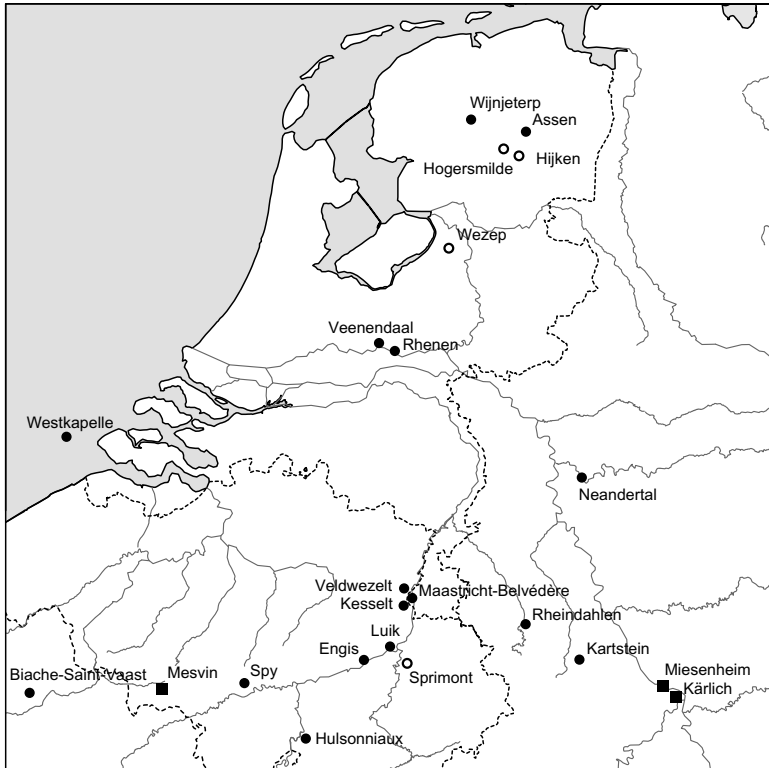 Wijnjeterp
Assen
Hogersmilde
Hijken
Wezep
Veenendaal
Rhenen
Westkapelle
Neandertal
Veldwezelt
Maastricht-Belvédère
Kesselt
Rheindahlen
Luik
Engis
Kartstein
Sprimont
Biache-Saint-Vaast
Mesvin
Spy
Miesenheim
Kärlich
Hulsonniaux